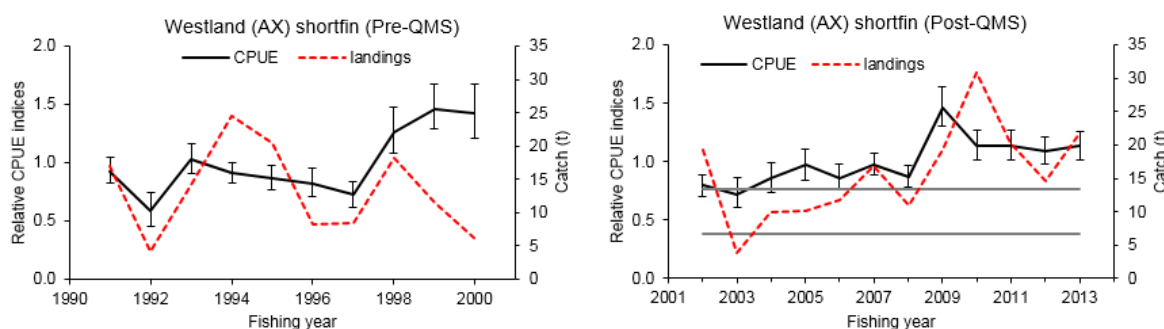 Westland (AX) shortfin (Pre-QMS)
CPUE landings
2.0
1.5
1.0
0.5
0.0
Relative CPUE indices
35
30
25
20
15
10
5
0
Catch (t)
1990 1992 1994 1996 1998 2000
Fishing year
Westland (AX) shortfin (Post-QMS)
CPUE landings
2.0
1.5
1.0
0.5
0.0
Relative CPUE indices
35
30
25
20
15
10
5
0
Catch (t)
2001 2003 2005 2007 2009 2011 2013
Fishing year